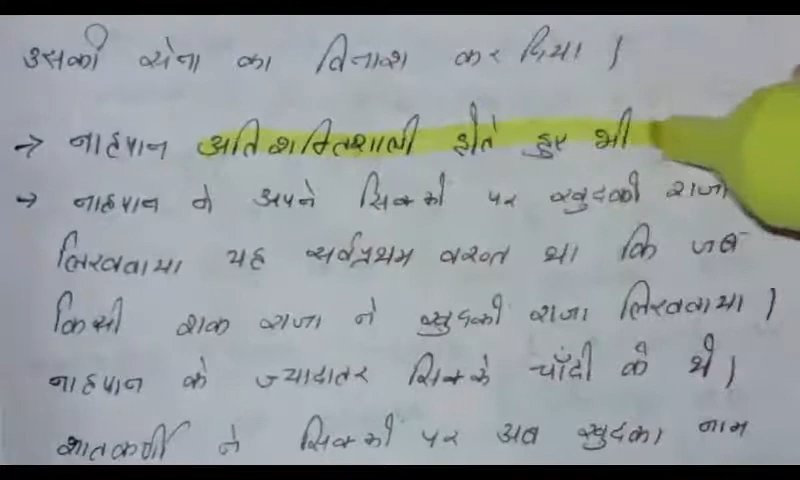 उसकी सेना का विनाश कर दिया।
→ नाहपान अतिशक्तिशाली होते हुए भी
→ नाहपान ने अपने सिक्को पर खुदको राजा
लिखवाया यह सर्वप्रथम वख्त था कि जब
किसी शक राजा ने खुदको राजा लिखवाया।
नाहपान के ज्यादातर सिक्के चाँदी के थे।
शातकर्णी ने सिक्को पर अब खुदका नाम